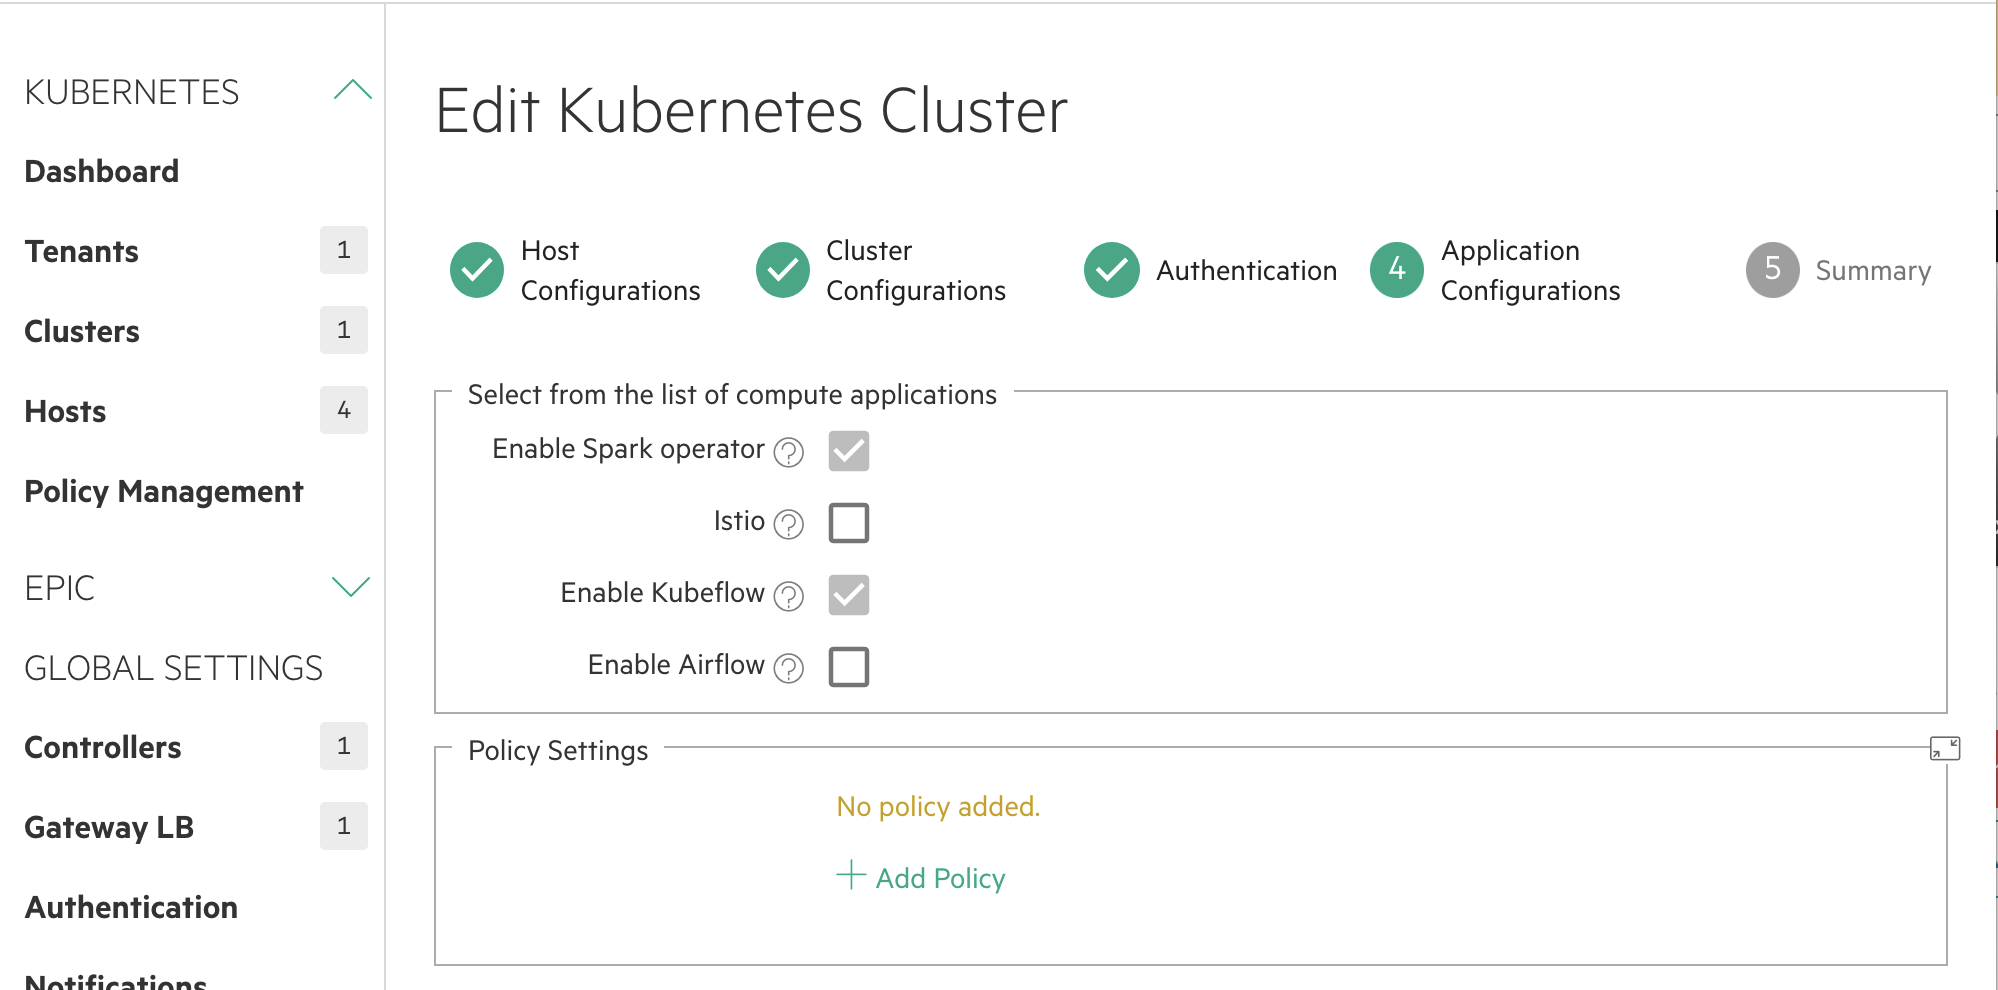 KUBERNETES
Dashboard
Tenants 1
Clusters 1
Hosts 4
Policy Management
EPIC
GLOBAL SETTINGS
Controllers 1
Gateway LB 1
Authentication
Notifications
Edit Kubernetes Cluster
Host
Configurations
Cluster
Configurations
Authentication
4 Application
Configurations
5 Summary
Select from the list of compute applications
Enable Spark operator ?
Istio ?
Enable Kubeflow ?
Enable Airflow ?
Policy Settings
No policy added.
+ Add Policy